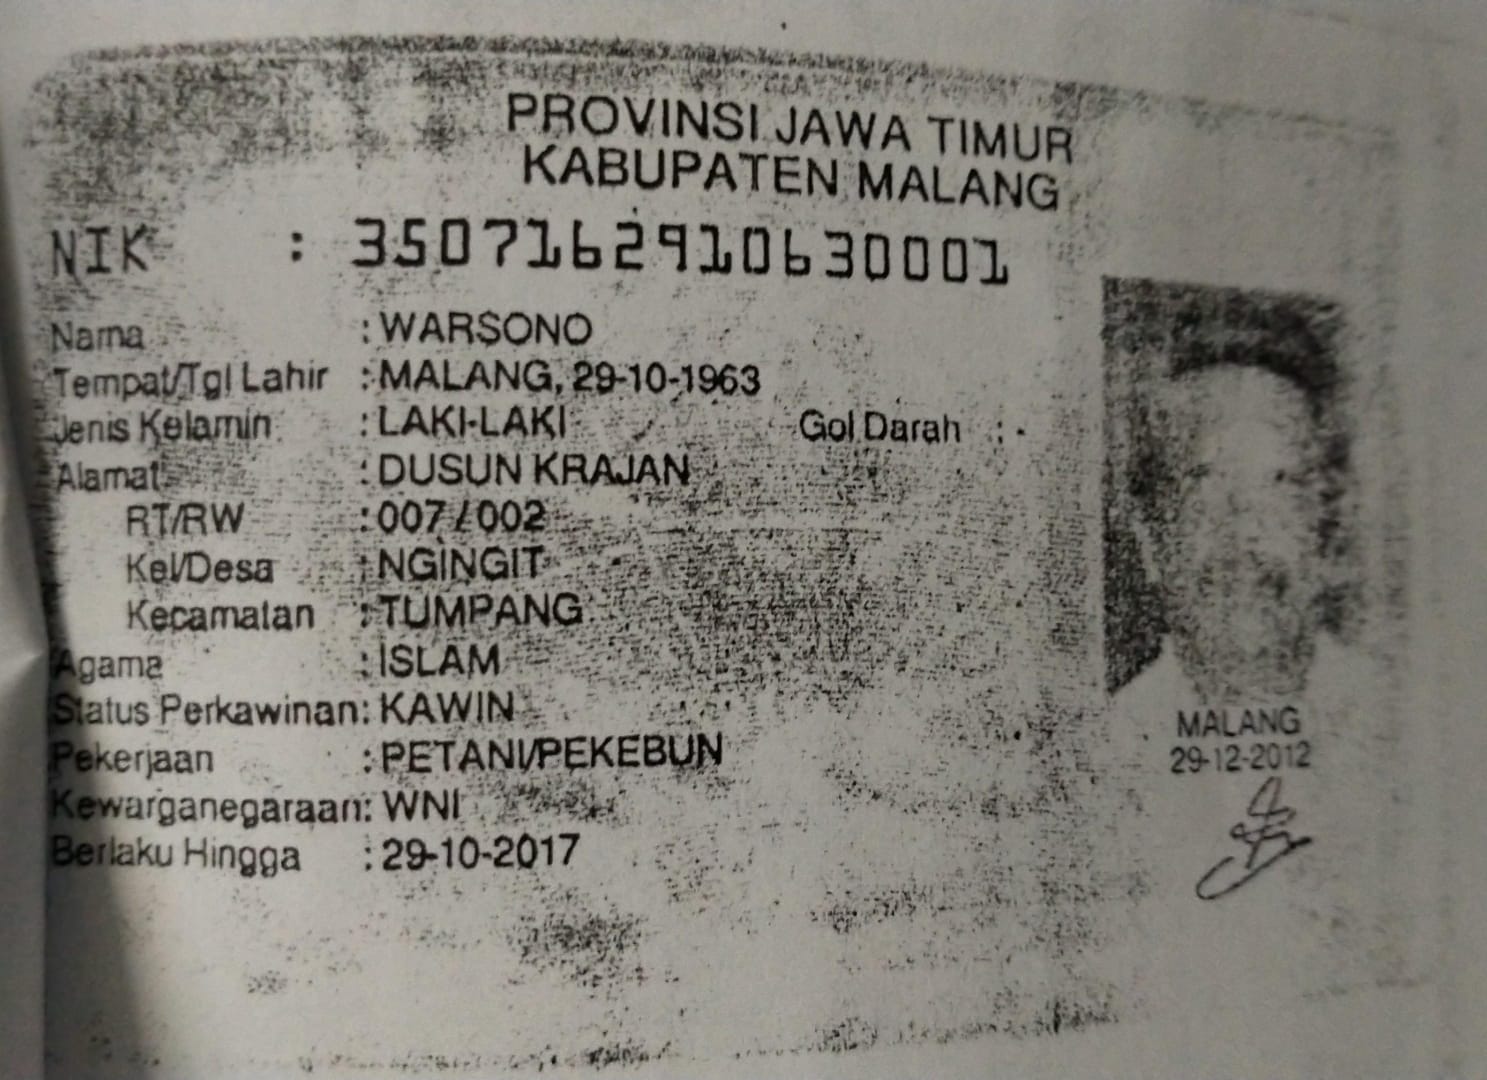 PROVINSI JAWA TIMUR
KABUPATEN MALANG
NIK : 3507162910630001
Nama : WARSONO
Tempat/Tgl Lahir : MALANG, 29-10-1963
Jenis Kelamin : LAKI-LAKI Gol Darah : -
Alamat : DUSUN KRAJAN
RT/RW : 007 / 002
Kel/Desa : NGINGIT
Kecamatan : TUMPANG
Agama : ISLAM
Status Perkawinan: KAWIN
Pekerjaan : PETANI/PEKEBUN
Kewarganegaraan: WNI
Berlaku Hingga : 29-10-2017
MALANG
29-12-2012